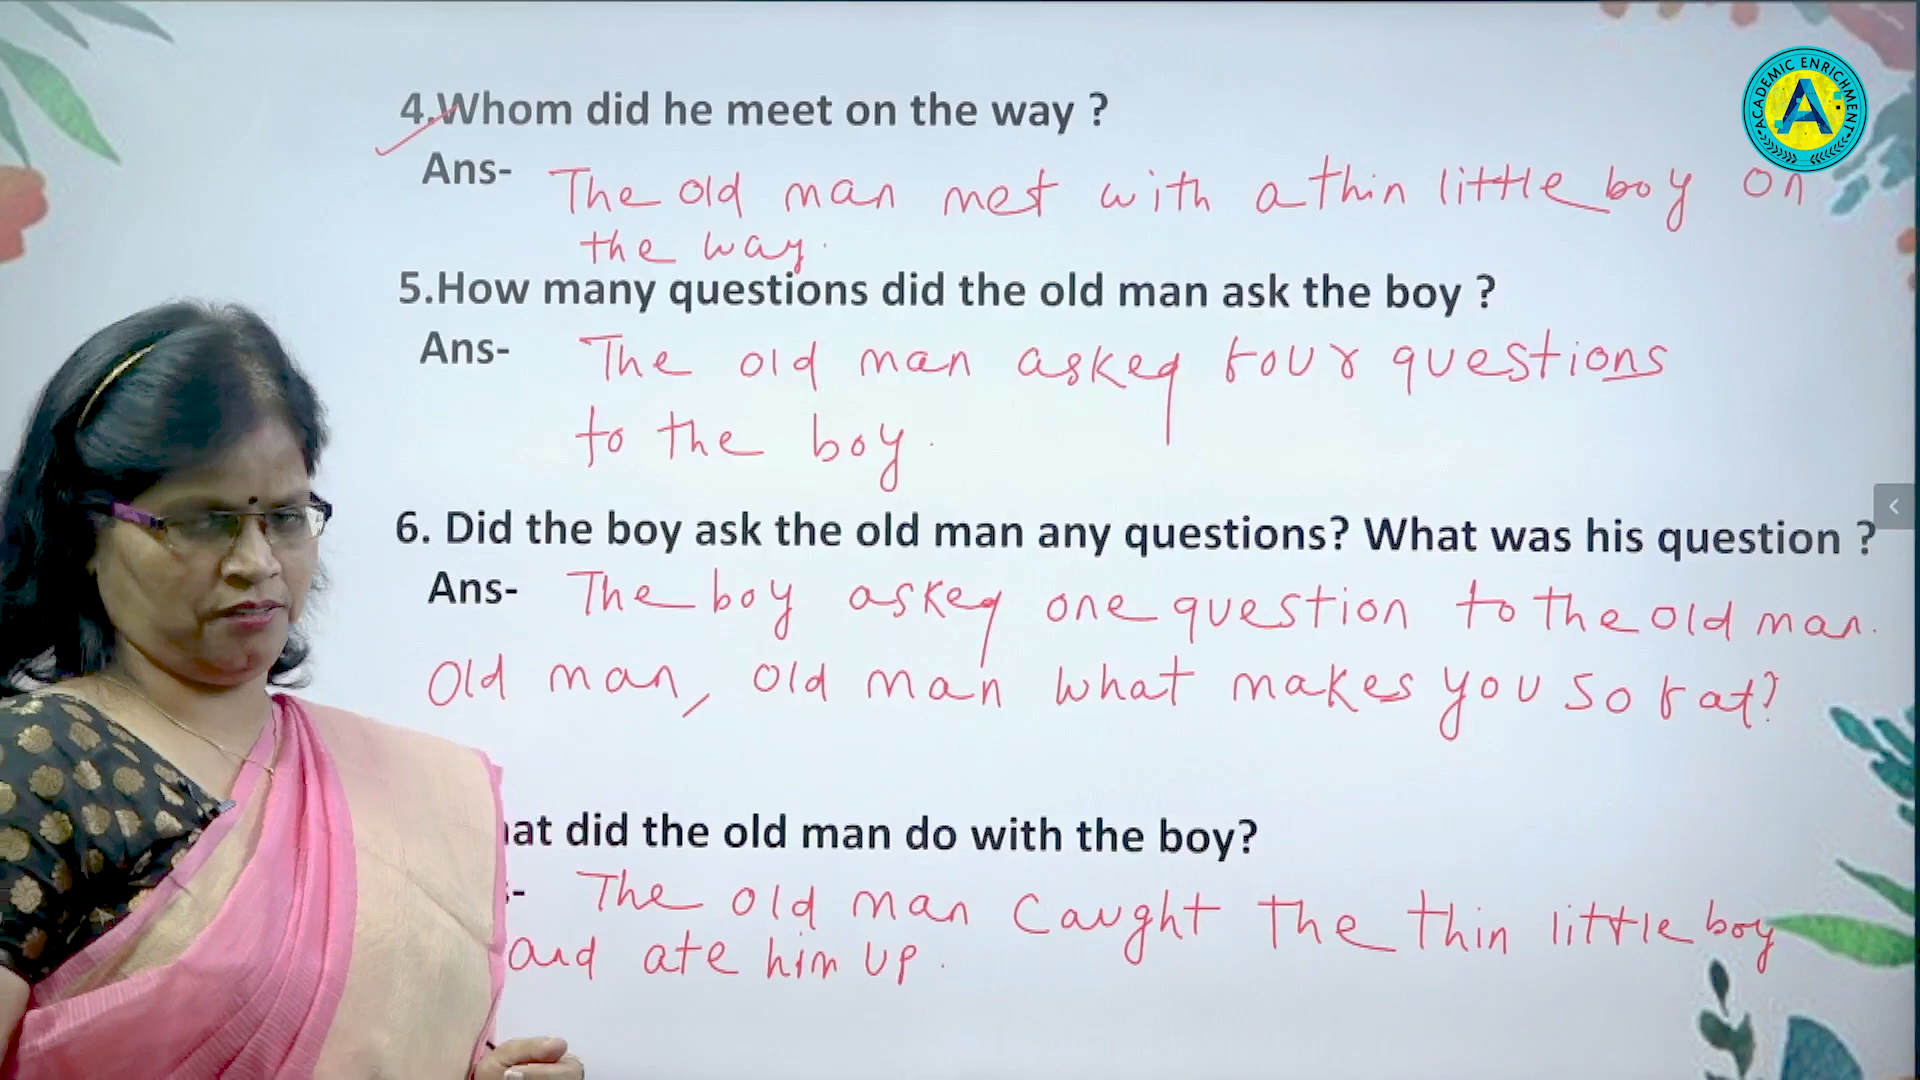 ACADEMIC ENRICHMENT
A
4.Whom did he meet on the way ?
Ans- The old man met with a thin little boy on
the way.
5.How many questions did the old man ask the boy ?
Ans- The old man asked four questions
to the boy.
6. Did the boy ask the old man any questions? What was his question ?
Ans- The boy asked one question to the old man.
Old man, old man what makes you so fat?
at did the old man do with the boy?
- The old man caught the thin little boy
and ate him up.